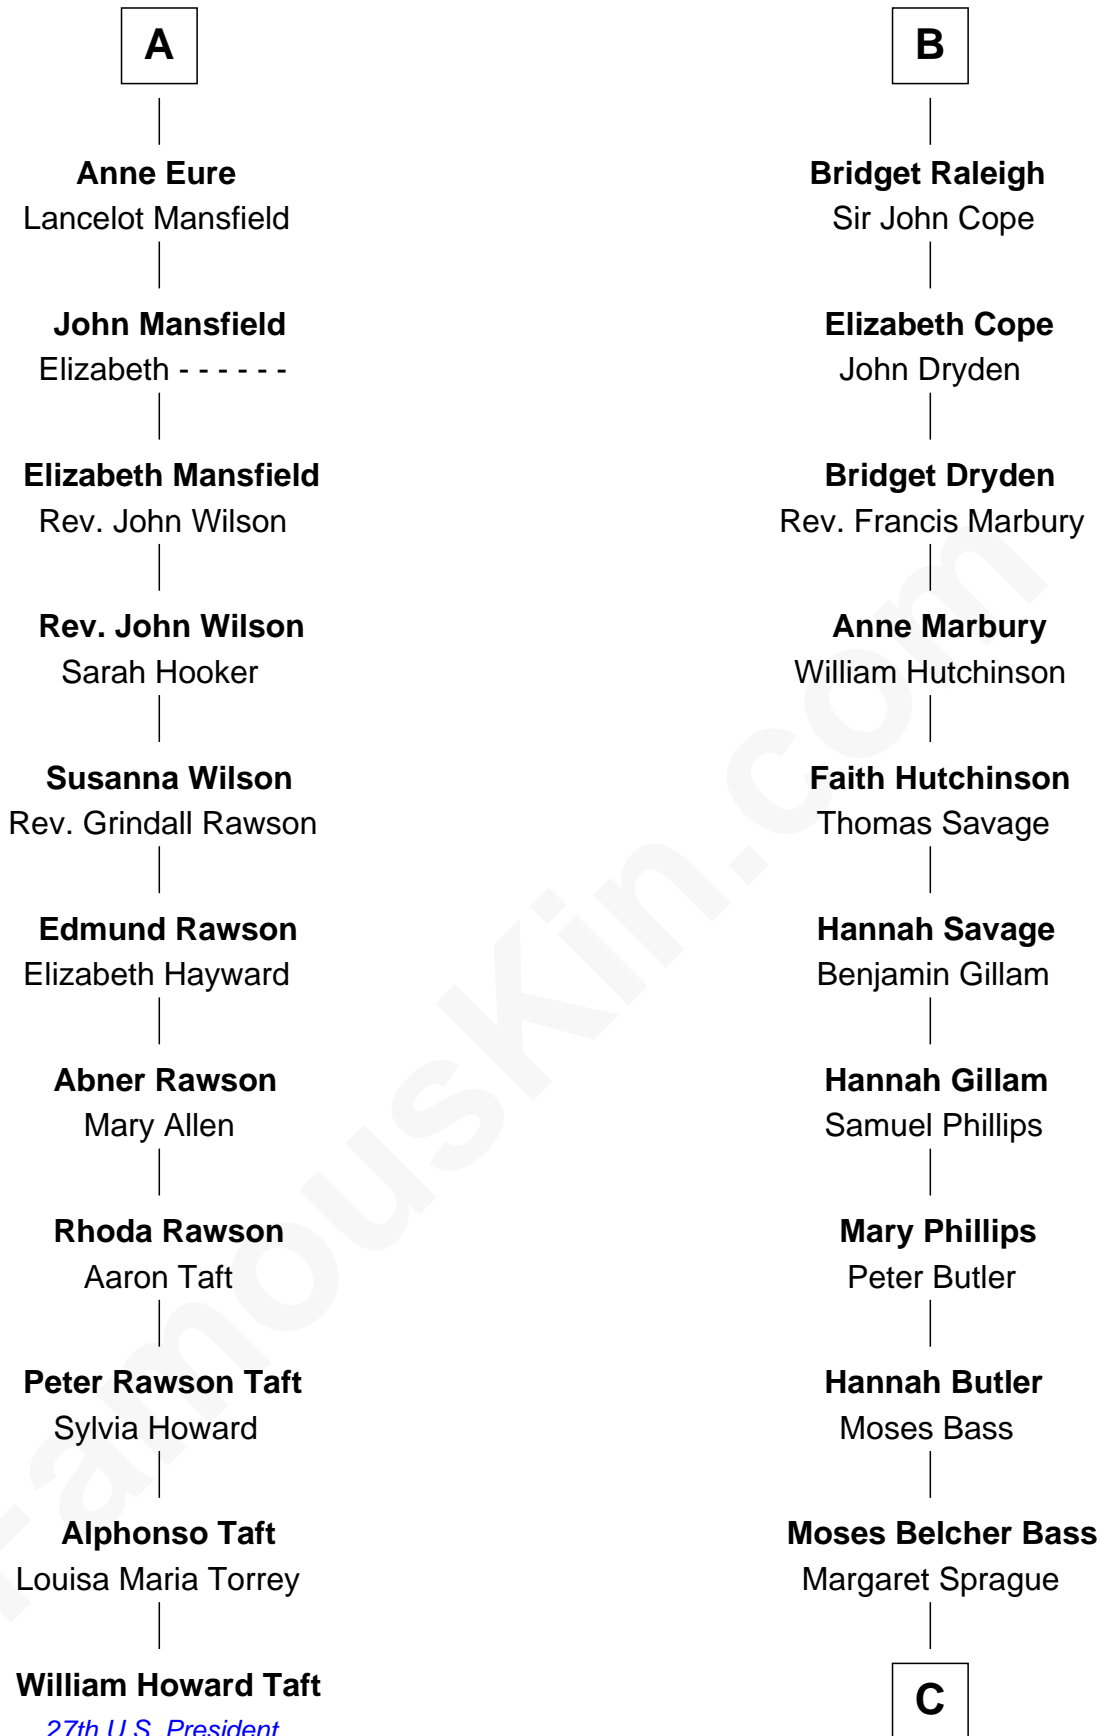 A
Anne Eure
Lancelot Mansfield
John Mansfield
Elizabeth - - - - - -
Elizabeth Mansfield
Rev. John Wilson
Rev. John Wilson
Sarah Hooker
Susanna Wilson
Rev. Grindall Rawson
Edmund Rawson
Elizabeth Hayward
Abner Rawson
Mary Allen
Rhoda Rawson
Aaron Taft
Peter Rawson Taft
Sylvia Howard
Alphonso Taft
Louisa Maria Torrey
William Howard Taft
27th U.S. President
B
Bridget Raleigh
Sir John Cope
Elizabeth Cope
John Dryden
Bridget Dryden
Rev. Francis Marbury
Anne Marbury
William Hutchinson
Faith Hutchinson
Thomas Savage
Hannah Savage
Benjamin Gillam
Hannah Gillam
Samuel Phillips
Mary Phillips
Peter Butler
Hannah Butler
Moses Bass
Moses Belcher Bass
Margaret Sprague
C
FamousKin.com